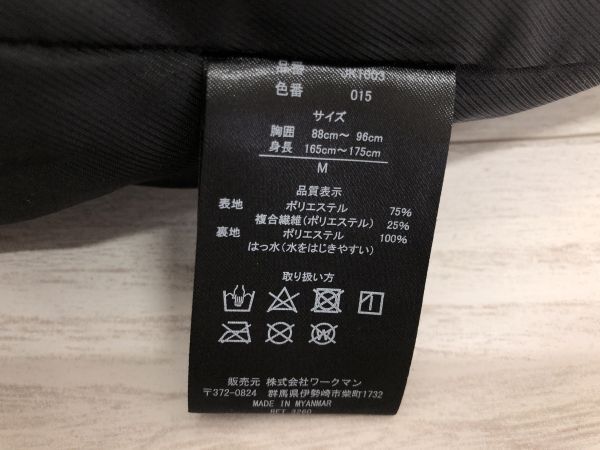 品番 JK1003
色番 015
サイズ
胸囲 88cm～ 96cm
身長 165cm～175cm
M
品質表示
表地 ポリエステル 75%
複合繊維(ポリエステル) 25%
裏地 ポリエステル 100%
はっ水(水をはじきやすい)
取り扱い方
販売元 株式会社ワークマン
〒372-0824 群馬県伊勢崎市柴町1732
MADE IN MYANMAR
RFT 3260